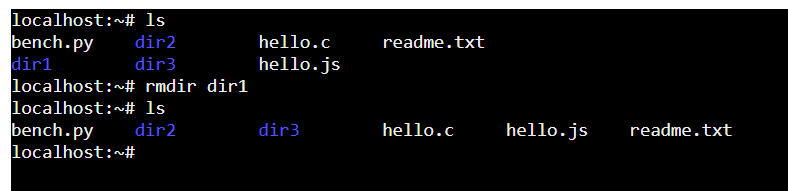 localhost:~# ls
bench.py    dir2        hello.c     readme.txt
dir1        dir3        hello.js
localhost:~# rmdir dir1
localhost:~# ls
bench.py    dir2        dir3        hello.c     hello.js    readme.txt
localhost:~#